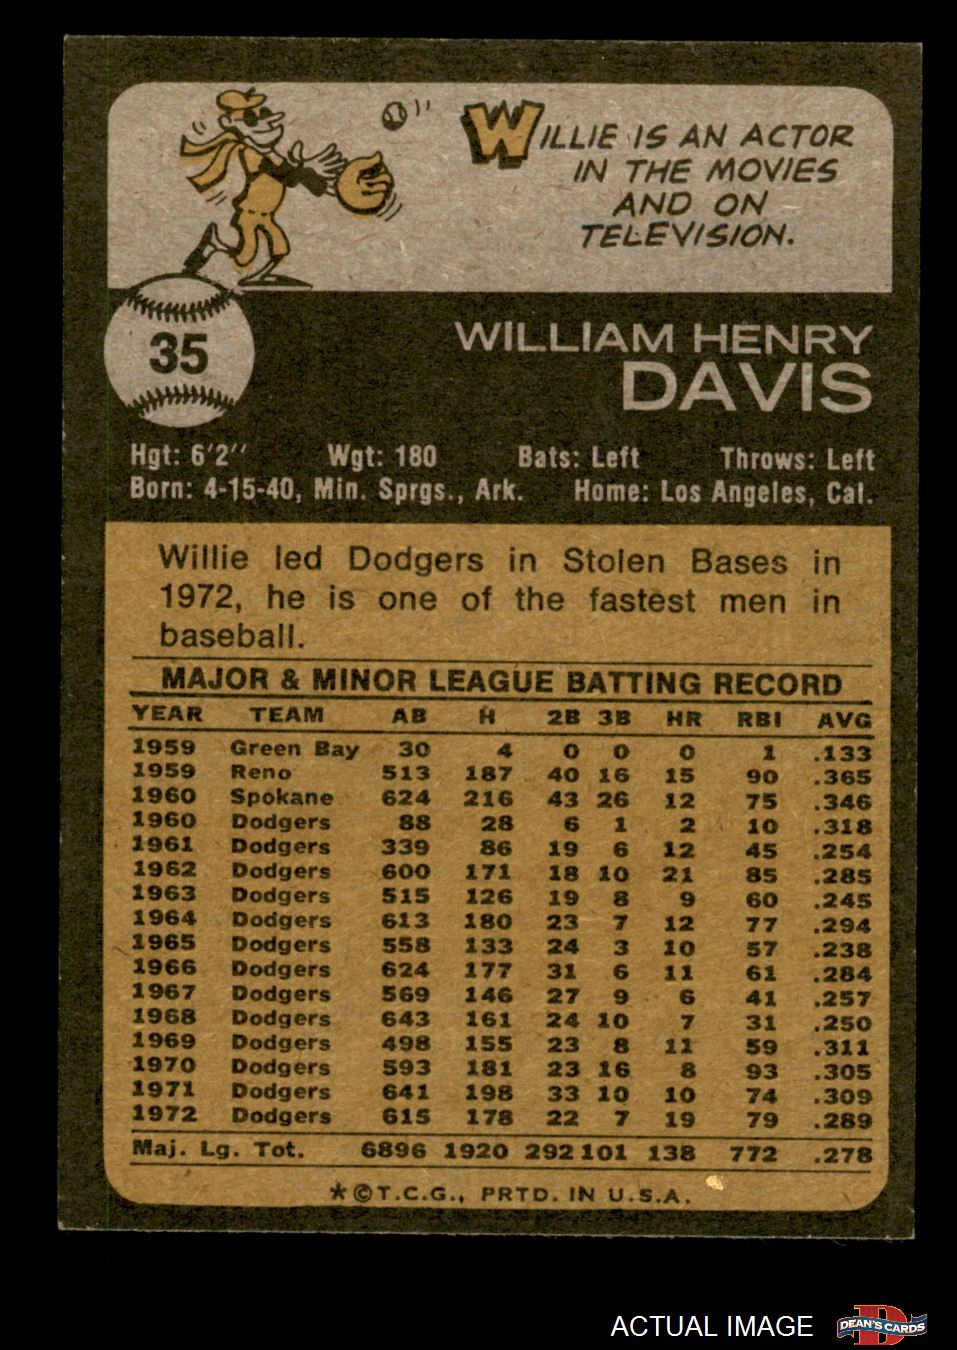 WILLIE IS AN ACTOR
IN THE MOVIES
AND ON
TELEVISION.
35
WILLIAM HENRY
DAVIS
Hgt: 6'2'' Wgt: 180 Bats: Left Throws: Left
Born: 4-15-40, Min. Sprgs., Ark. Home: Los Angeles, Cal.
Willie led Dodgers in Stolen Bases in
1972, he is one of the fastest men in
baseball.
MAJOR & MINOR LEAGUE BATTING RECORD
YEAR TEAM AB H 2B 3B HR RBI AVG
1959 Green Bay 30 4 0 0 0 1 .133
1959 Reno 513 187 40 16 15 90 .365
1960 Spokane 624 216 43 26 12 75 .346
1960 Dodgers 88 28 6 1 2 10 .318
1961 Dodgers 339 86 19 6 12 45 .254
1962 Dodgers 600 171 18 10 21 85 .285
1963 Dodgers 515 126 19 8 9 60 .245
1964 Dodgers 613 180 23 7 12 77 .294
1965 Dodgers 558 133 24 3 10 57 .238
1966 Dodgers 624 177 31 6 11 61 .284
1967 Dodgers 569 146 27 9 6 41 .257
1968 Dodgers 643 161 24 10 7 31 .250
1969 Dodgers 498 155 23 8 11 59 .311
1970 Dodgers 593 181 23 16 8 93 .305
1971 Dodgers 641 198 33 10 10 74 .309
1972 Dodgers 615 178 22 7 19 79 .289
Maj. Lg. Tot. 6896 1920 292 101 138 772 .278
*©T.C.G., PRTD. IN U.S.A.
ACTUAL IMAGE
D
DEAN'S CARDS